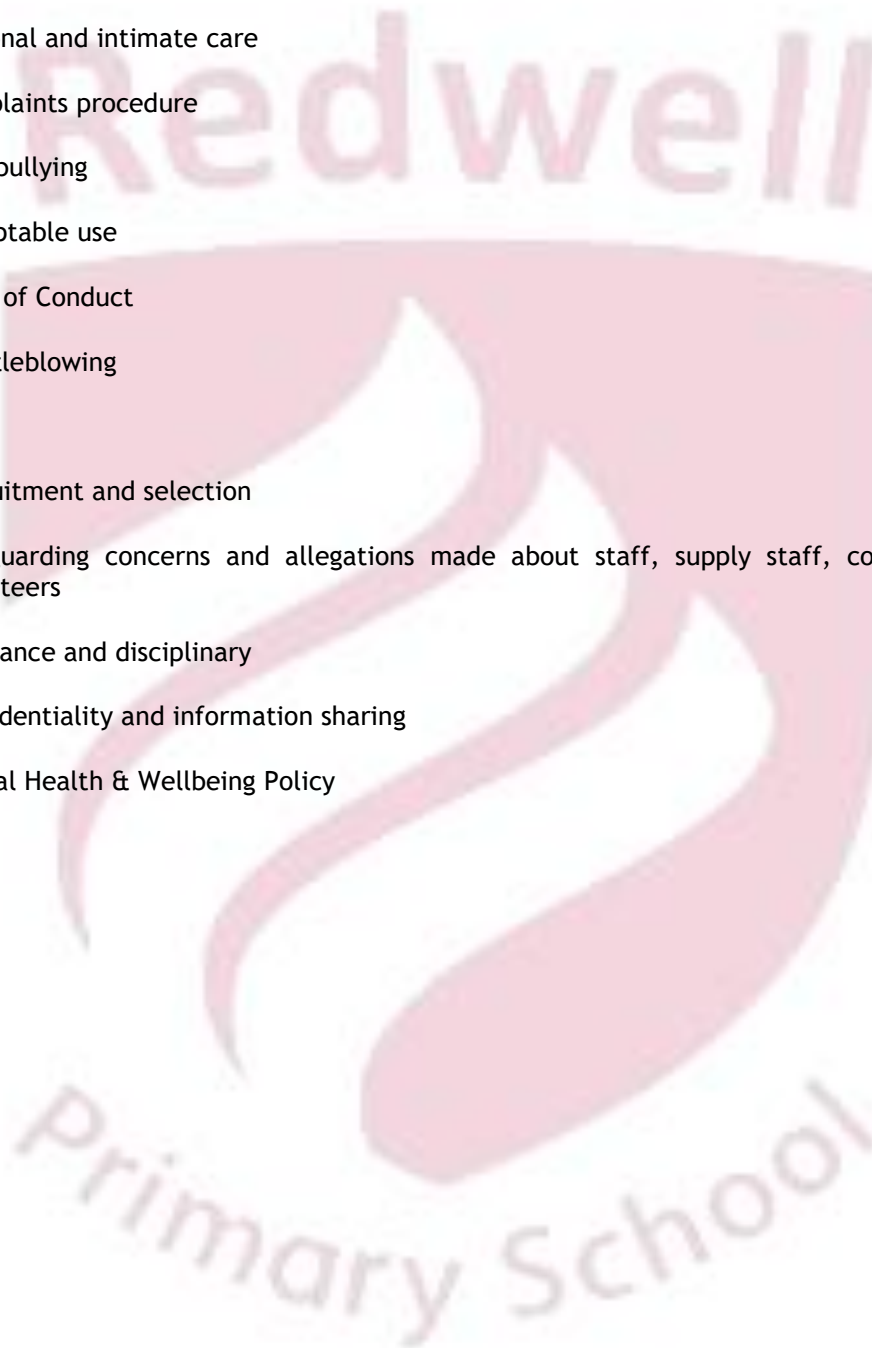 Redwell
nal and intimate care
laints procedure
bullying
ptable use
of Conduct
leblowing
uitment and selection
uarding concerns and allegations made about staff, supply staff, co
teers
ance and disciplinary
dentiality and information sharing
al Health & Wellbeing Policy
Primary School